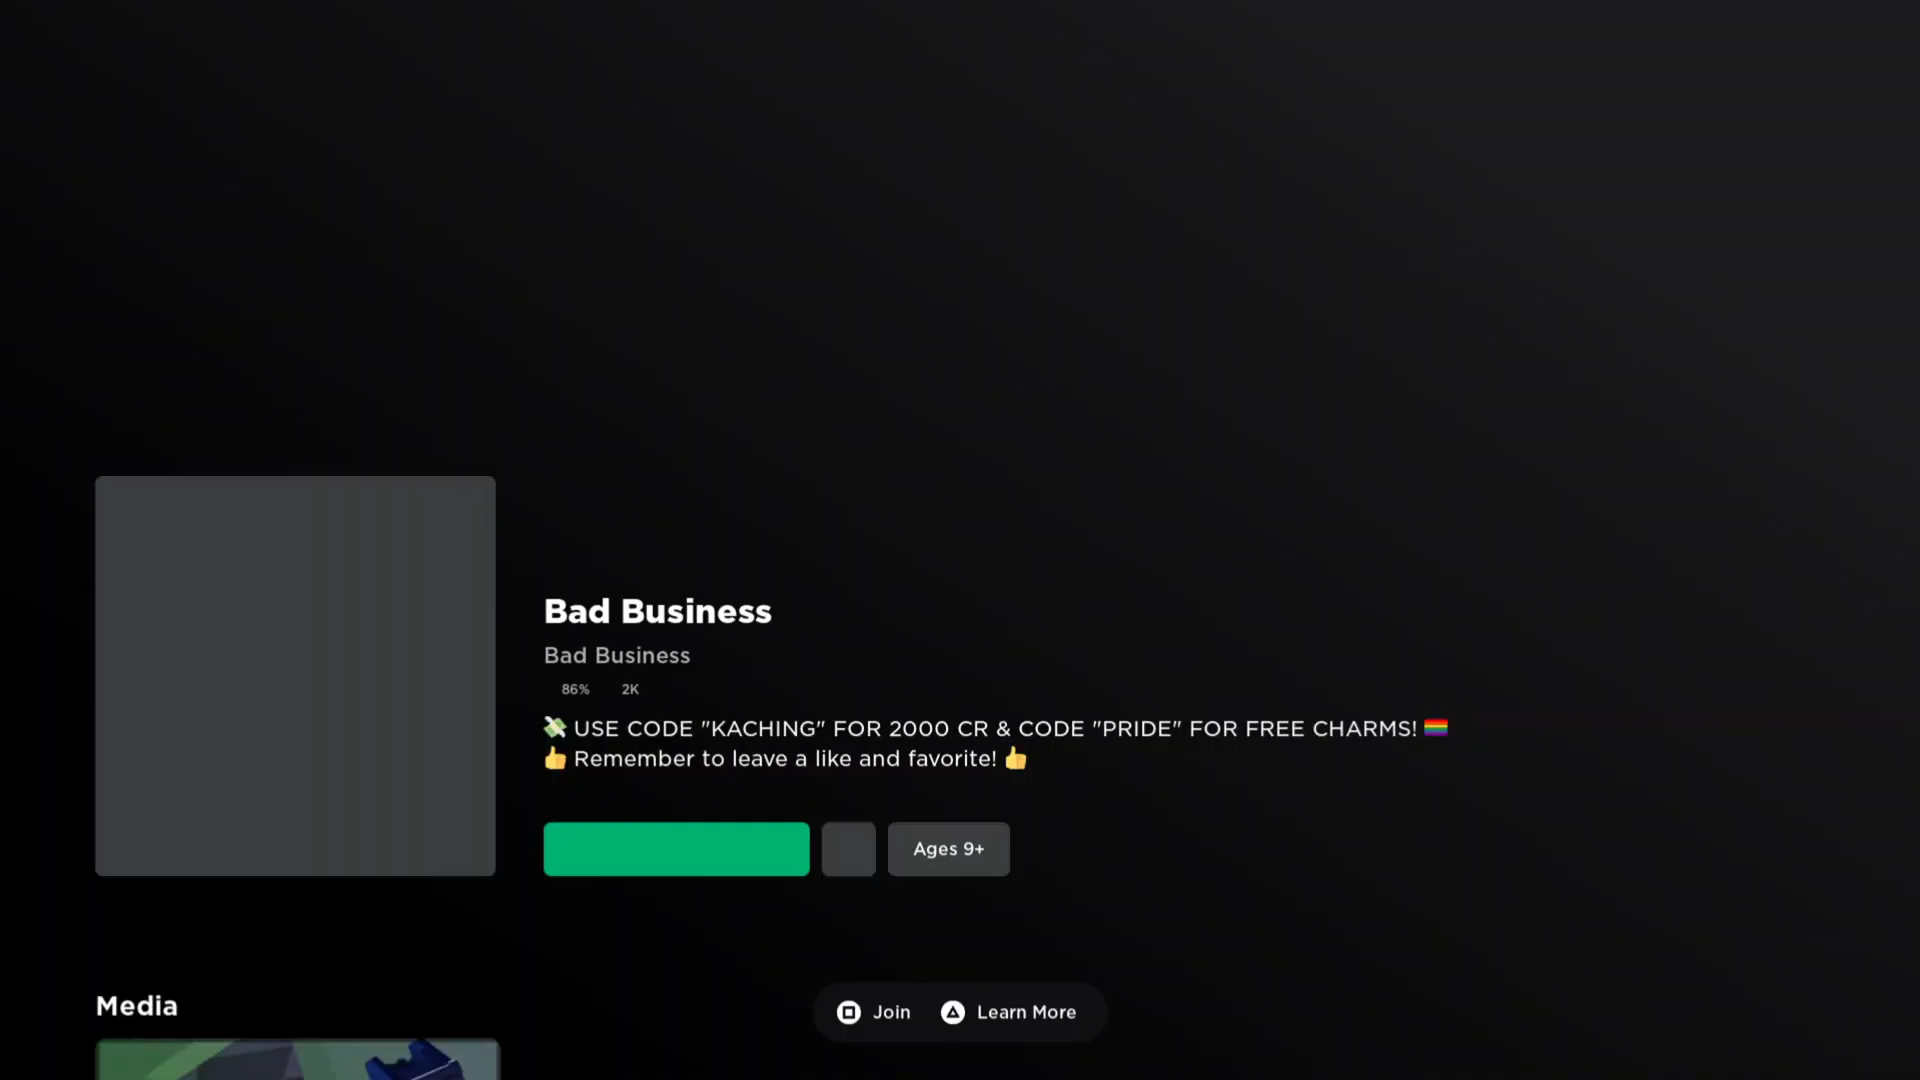 Bad Business
Bad Business
86% 2K
💸 USE CODE "KACHING" FOR 2000 CR & CODE "PRIDE" FOR FREE CHARMS! 🏳️‍🌈
👍 Remember to leave a like and favorite! 👍
Ages 9+
Media
Join Learn More